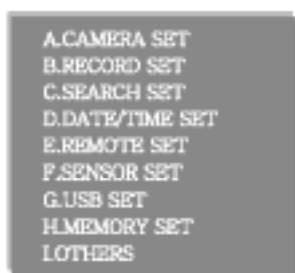 A.CAMERA SET
B.RECORD SET
C.SEARCH SET
D.DATE/TIME SET
E.REMOTE SET
F.SENSOR SET
G.USB SET
H.MEMORY SET
I.OTHERS